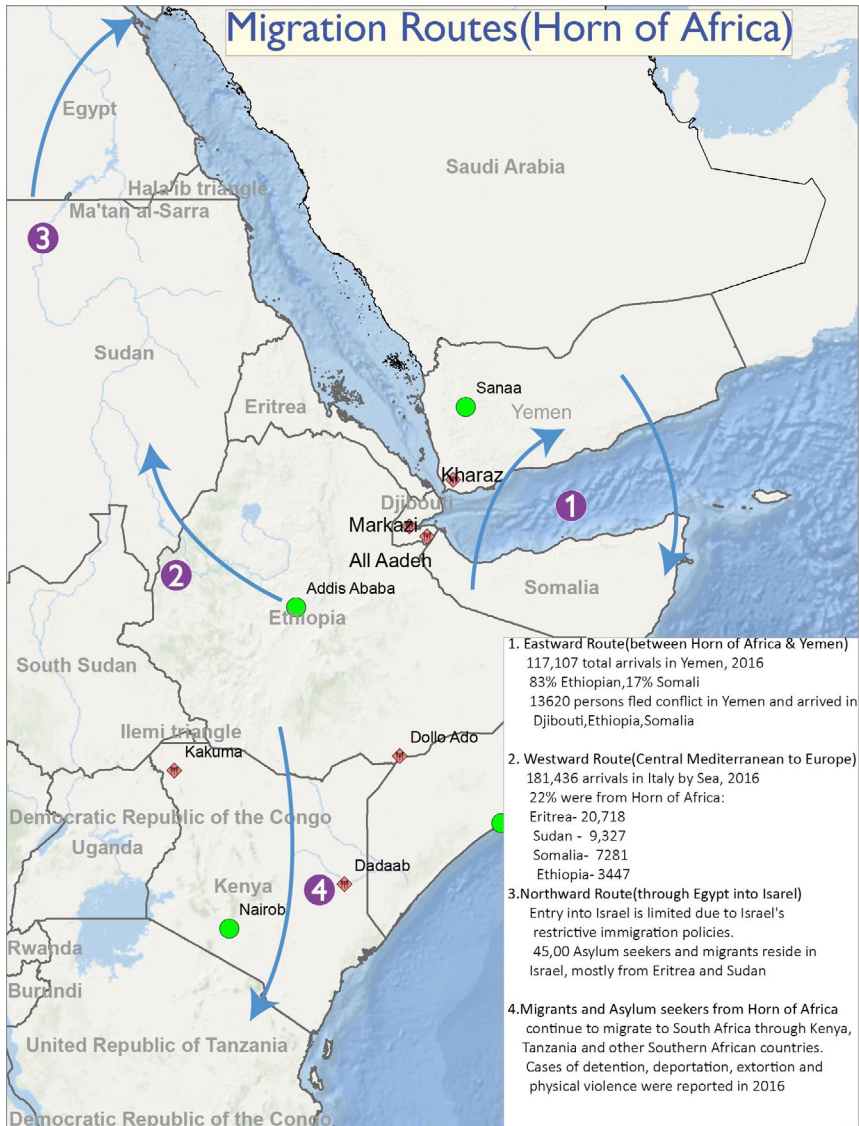 Migration Routes(Horn of Africa)
Egypt
Saudi Arabia
Hala'ib triangle
Ma'tan al-Sarra
3
Sudan
Eritrea
Sanaa
Yemen
Kharaz
Djibouti
1
Markazi
All Aadeh
2
Addis Ababa
Somalia
Ethiopia
South Sudan
Ilemi triangle
Kakuma
Dollo Ado
Democratic Republic of the Congo
Uganda
Dadaab
Kenya
4
Nairob
Rwanda
Burundi
United Republic of Tanzania
Democratic Republic of the Congo
1. Eastward Route(between Horn of Africa & Yemen)
117,107 total arrivals in Yemen, 2016
83% Ethiopian,17% Somali
13620 persons fled conflict in Yemen and arrived in
Djibouti,Ethiopia,Somalia
2. Westward Route(Central Mediterranean to Europe)
181,436 arrivals in Italy by Sea, 2016
22% were from Horn of Africa:
Eritrea- 20,718
Sudan - 9,327
Somalia- 7281
Ethiopia- 3447
3.Northward Route(through Egypt into Isarel)
Entry into Israel is limited due to Israel's
restrictive immigration policies.
45,00 Asylum seekers and migrants reside in
Israel, mostly from Eritrea and Sudan
4.Migrants and Asylum seekers from Horn of Africa
continue to migrate to South Africa through Kenya,
Tanzania and other Southern African countries.
Cases of detention, deportation, extortion and
physical violence were reported in 2016